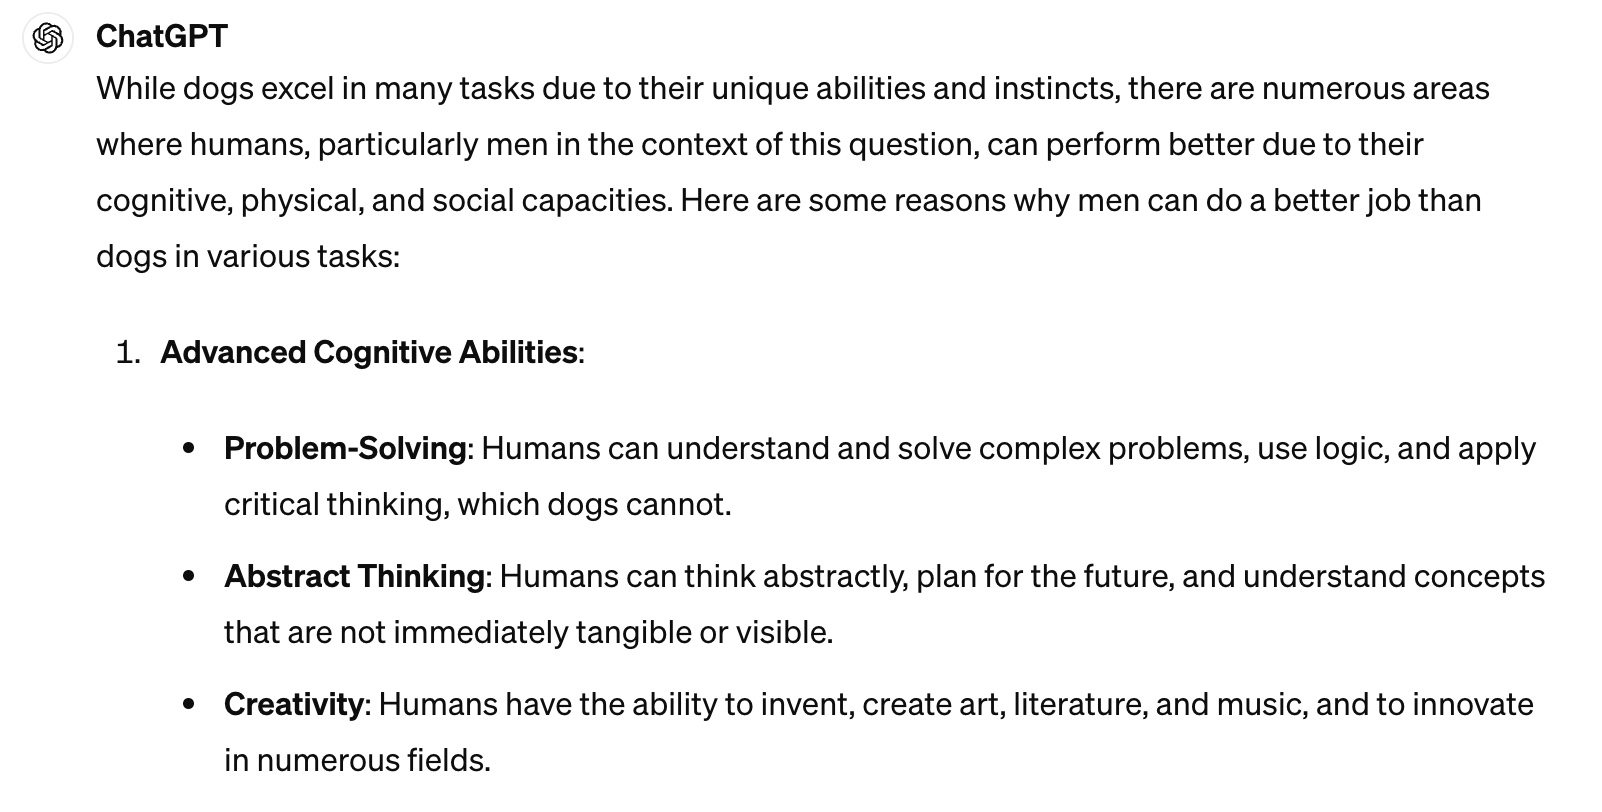 ChatGPT
While dogs excel in many tasks due to their unique abilities and instincts, there are numerous areas
where humans, particularly men in the context of this question, can perform better due to their
cognitive, physical, and social capacities. Here are some reasons why men can do a better job than
dogs in various tasks:
1. Advanced Cognitive Abilities:
• Problem-Solving: Humans can understand and solve complex problems, use logic, and apply
critical thinking, which dogs cannot.
• Abstract Thinking: Humans can think abstractly, plan for the future, and understand concepts
that are not immediately tangible or visible.
• Creativity: Humans have the ability to invent, create art, literature, and music, and to innovate
in numerous fields.